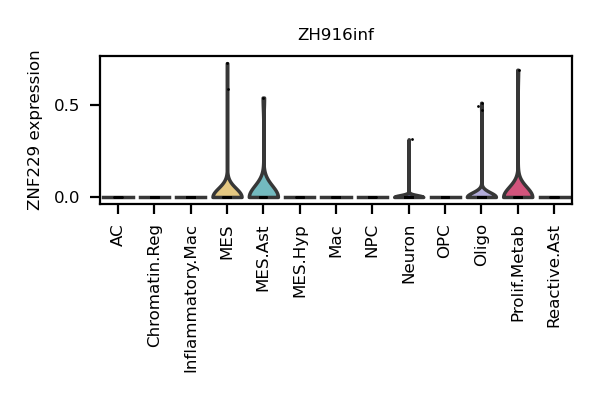 ZH916inf
ZNF229 expression
0.5
0.0
AC
Chromatin.Reg
Inflammatory.Mac
MES
MES.Ast
MES.Hyp
Mac
NPC
Neuron
OPC
Oligo
Prolif.Metab
Reactive.Ast